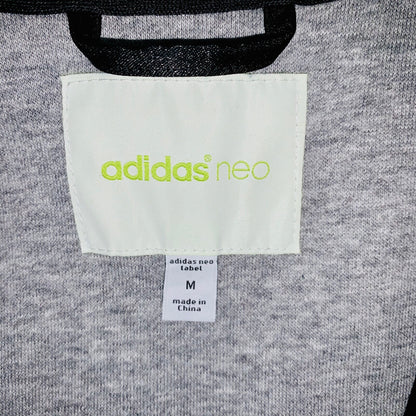 adidas® neo
adidas neo
label
M
made in
China